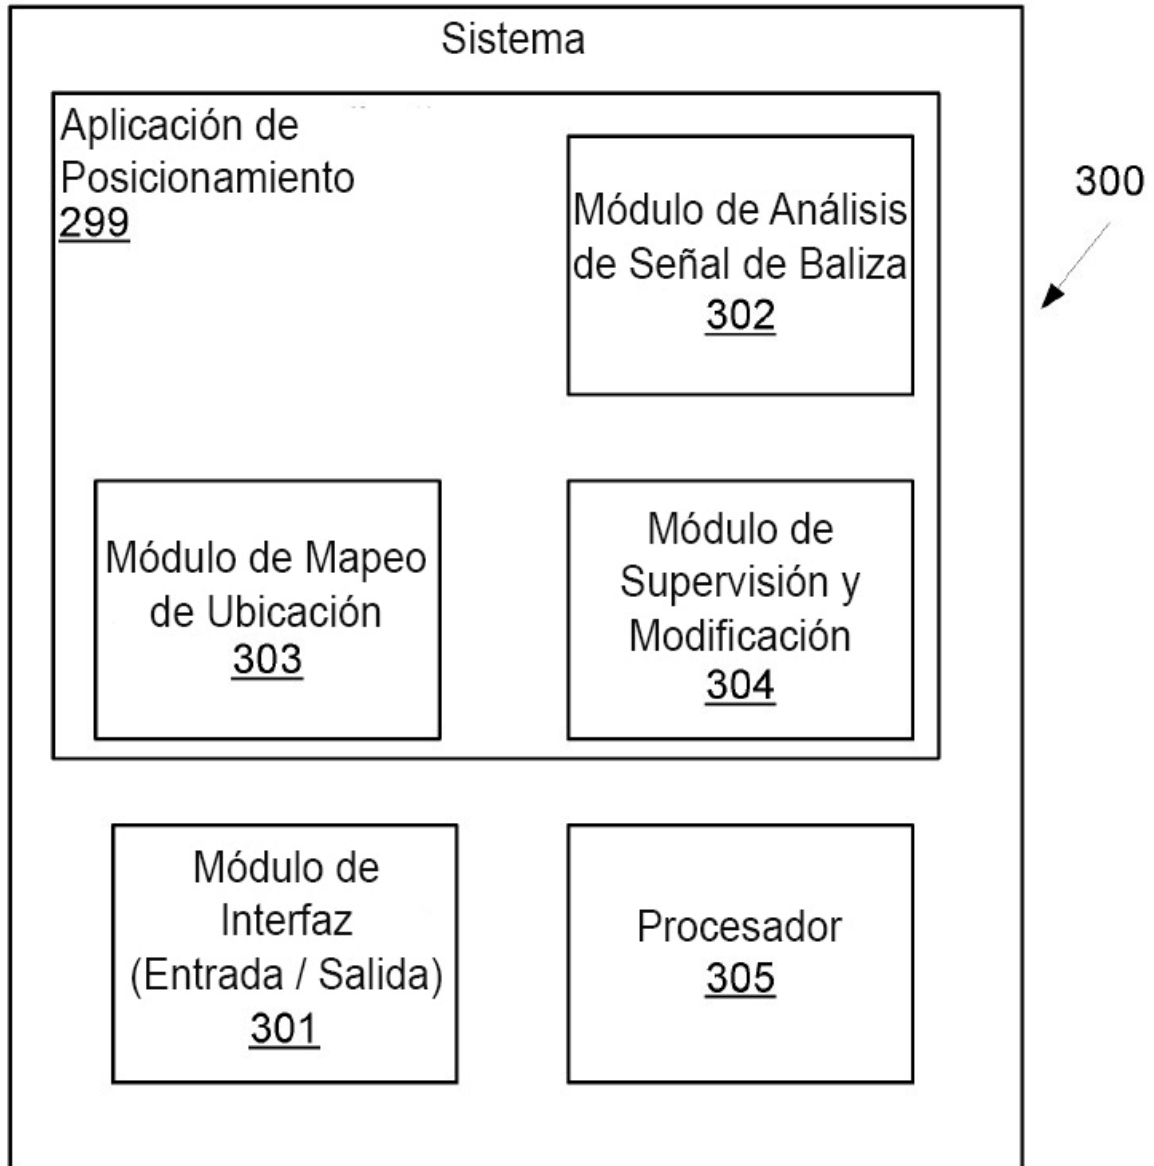 Sistema
Aplicación de
Posicionamiento
299
Módulo de Análisis
de Señal de Baliza
302
300
Módulo de Mapeo
de Ubicación
303
Módulo de
Supervisión y
Modificación
304
Módulo de
Interfaz
(Entrada / Salida)
301
Procesador
305